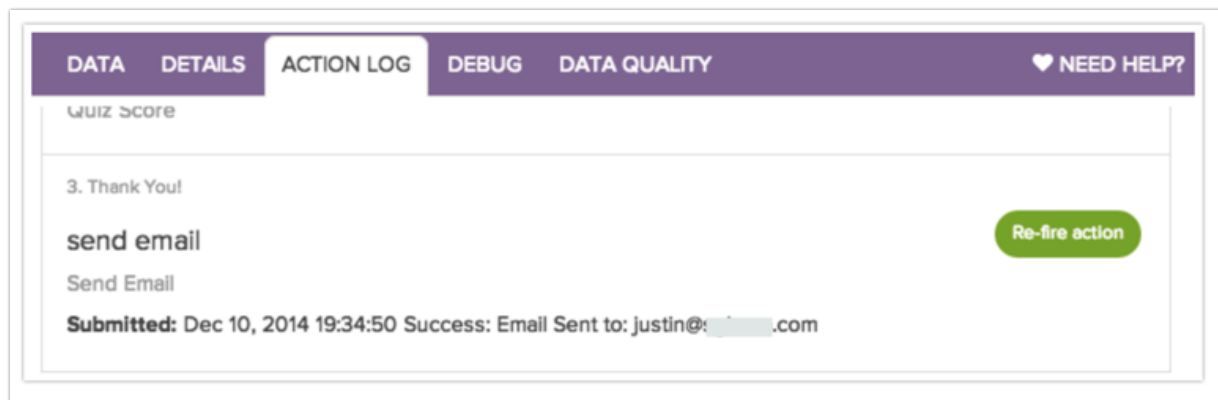 DATA DETAILS ACTION LOG DEBUG DATA QUALITY NEED HELP?
Quiz Score
3. Thank You!
send email
Re-fire action
Send Email
Submitted: Dec 10, 2014 19:34:50 Success: Email Sent to: justin@ .com